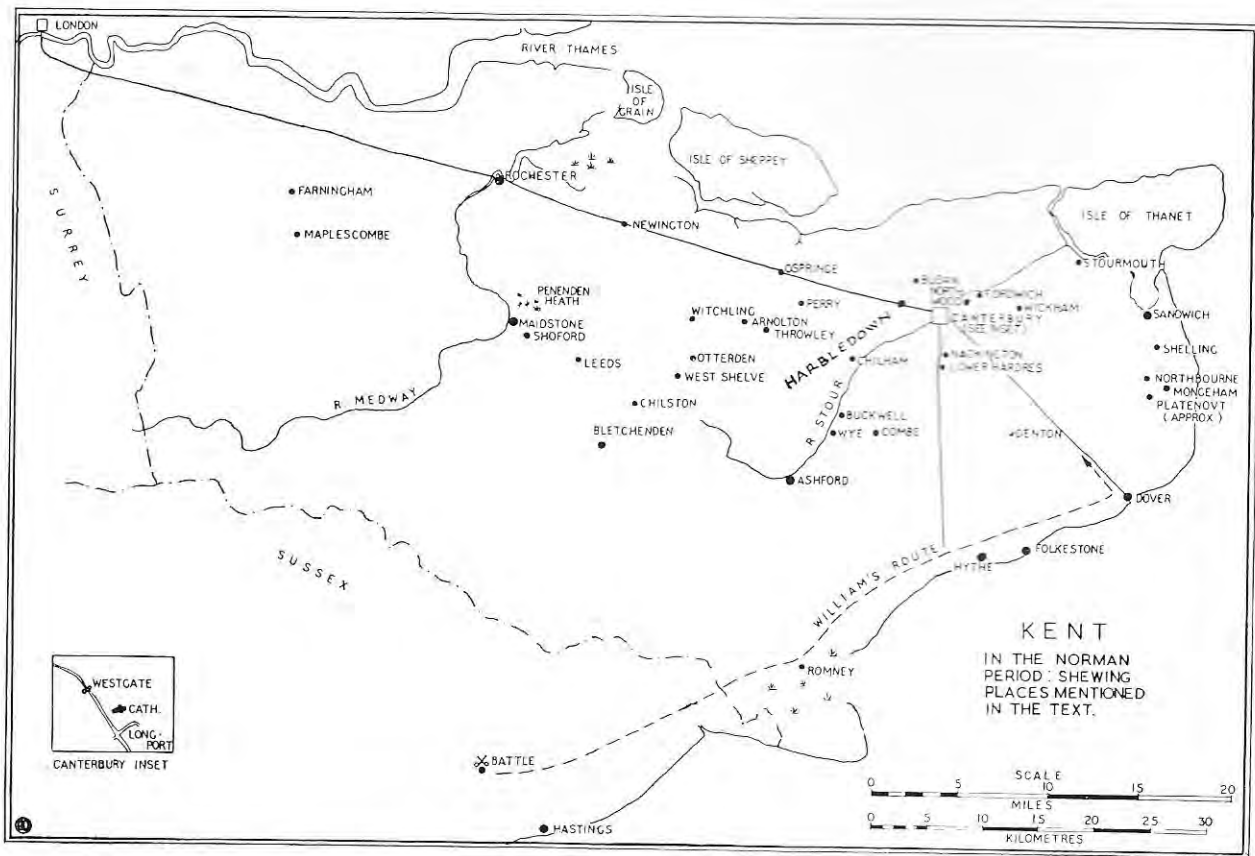 LONDON
RIVER THAMES
ISLE
OF
GRAIN
ISLE OF SHEPPEY
ISLE OF THANET
SURREY
FARNINGHAM
MAPLESCOMBE
ROCHESTER
NEWINGTON
OSPRINGE
STOURMOUTH
PENENDEN
HEATH
MAIDSTONE
SHOFORD
LEEDS
WITCHLING
ARNOLTON
THROWLEY
PERRY
NORTH
WOOD
FORDWICH
WICKHAM
CANTERBURY
(SEE INSET)
HARBLEDOWN
SANDWICH
SHELLING
NORTHBOURNE
MONGEHAM
PLATENOVT
(APPROX)
OTTERDEN
WEST SHELVE
CHILHAM
NACKINGTON
LOWER HARDRES
R. MEDWAY
CHILSTON
BLETCHENDEN
R STOUR
BUCKWELL
WYE
COMBE
DENTON
ASHFORD
DOVER
FOLKESTONE
HYTHE
WILLIAM'S ROUTE
SUSSEX
ROMNEY
BATTLE
HASTINGS
KENT
IN THE NORMAN
PERIOD: SHEWING
PLACES MENTIONED
IN THE TEXT.
WESTGATE
CATH.
LONG-
PORT
CANTERBURY INSET
SCALE
0 5 10 15 20
MILES
0 5 10 15 20 25 30
KILOMETRES